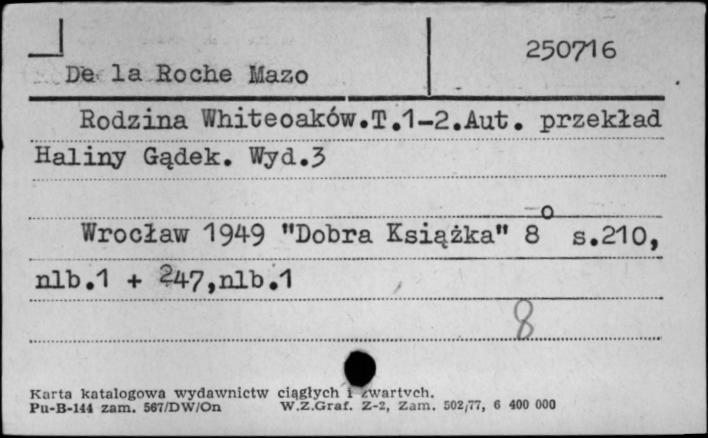 250716
De la Roche Mazo
Rodzina Whiteoaków.T.1-2.Aut. przekład
Haliny Gądek. Wyd.3
Wrocław 1949 "Dobra Książka" 8° s.210,
nlb.1 + 247,nlb.1
8
Karta katalogowa wydawnictw ciągłych i zwartych.
Pu-B-144 zam. 567/DW/On W.Z.Graf. Z-2, Zam. 502/77, 6 400 000